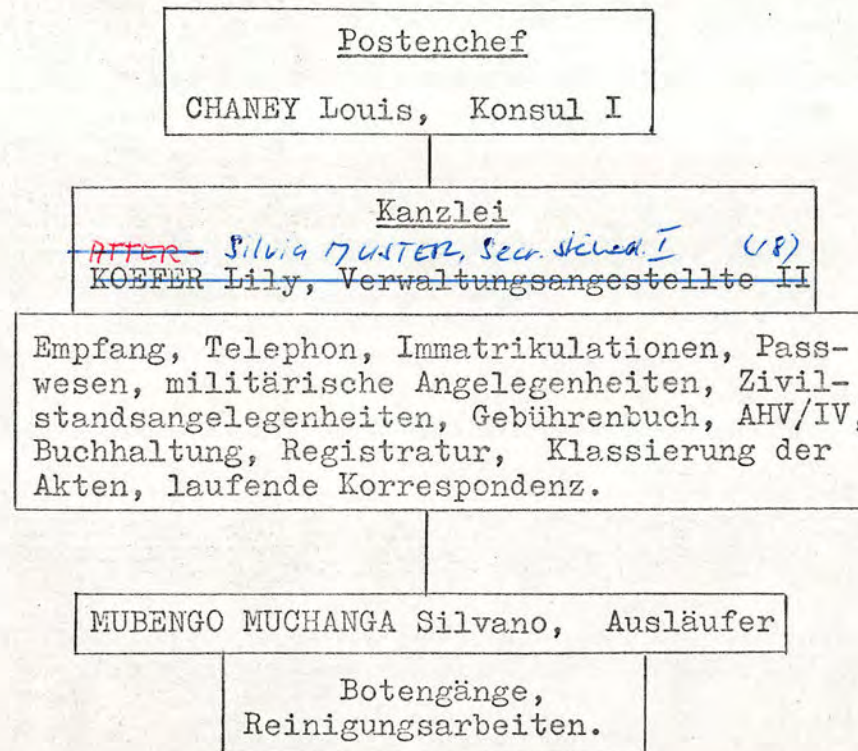 Postenchef
CHANEY Louis, Konsul I
Kanzlei
ATTER Silvia MUSTER, Secr. I (18)
KOEFER Lily, Verwaltungsangestellte II
Empfang, Telephon, Immatrikulationen, Pass-
wesen, militärische Angelegenheiten, Zivil-
standsangelegenheiten, Gebührenbuch, AHV/IV,
Buchhaltung, Registratur, Klassierung der
Akten, laufende Korrespondenz.
MUBENGO MUCHANGA Silvano, Ausläufer
Botengänge,
Reinigungsarbeiten.